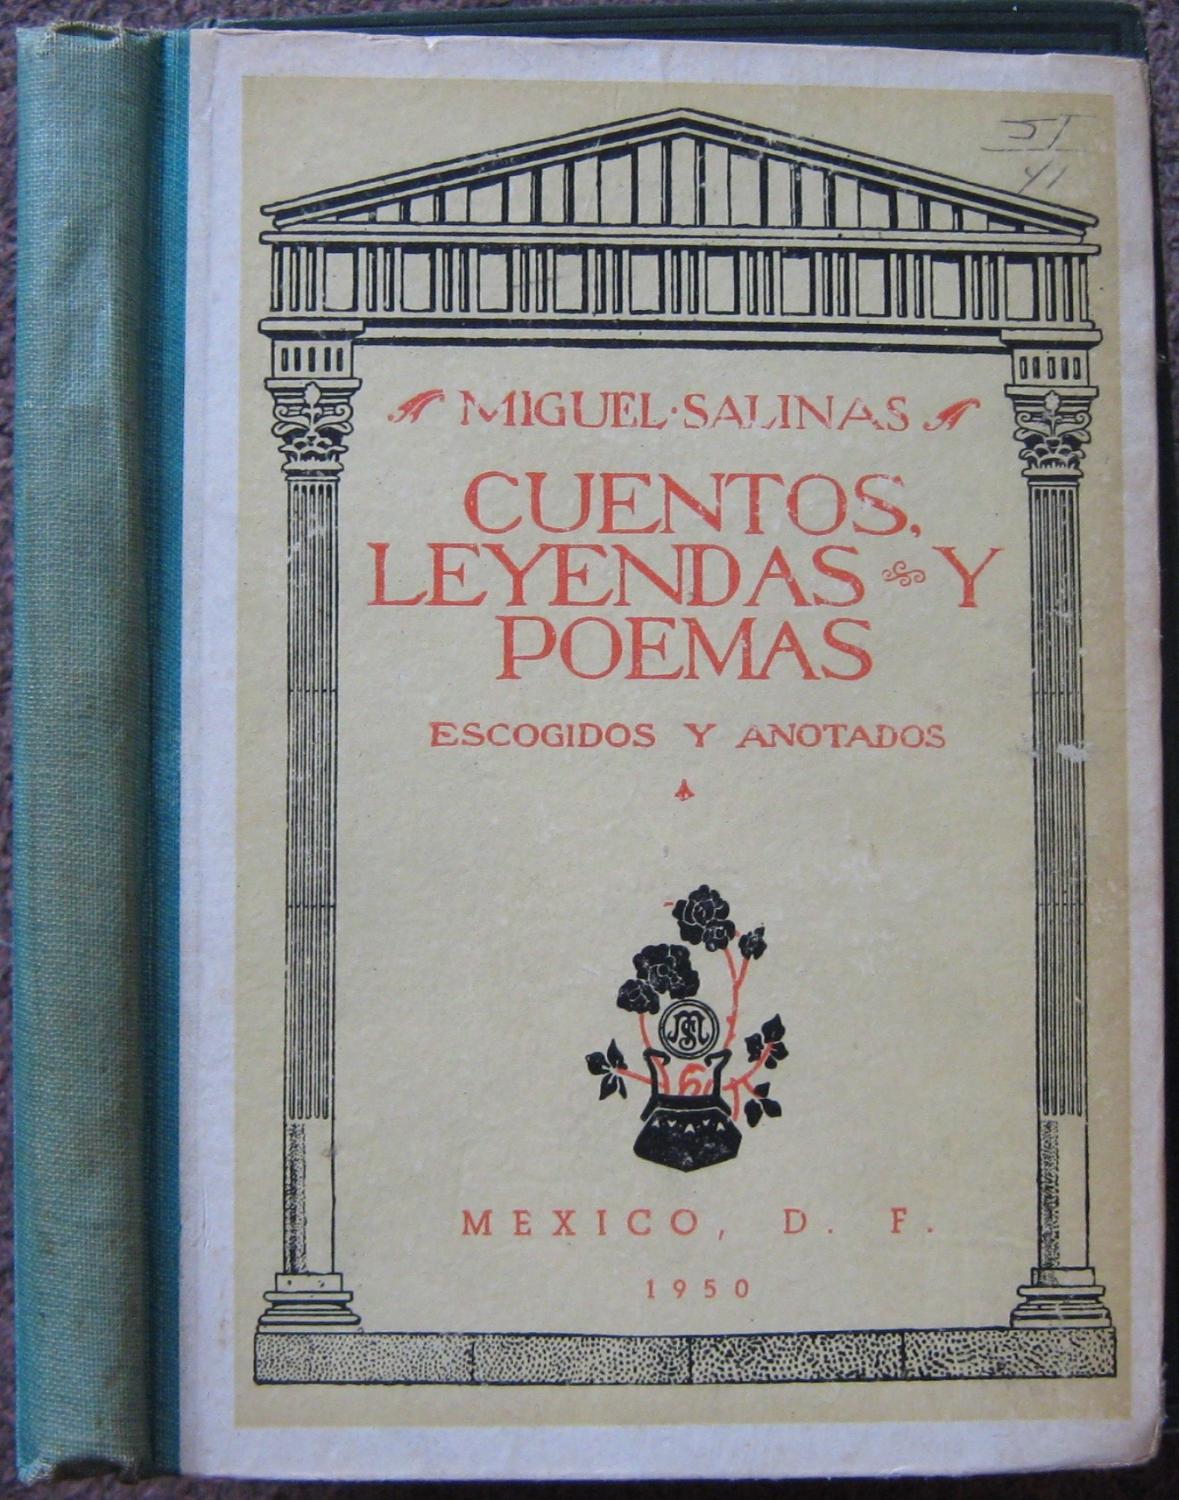 MIGUEL·SALINAS
CUENTOS,
LEYENDAS Y
POEMAS
ESCOGIDOS Y ANOTADOS
MEXICO, D. F.
1950